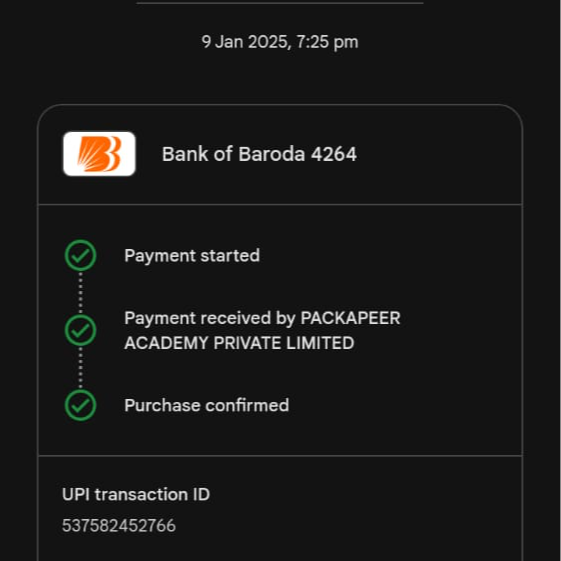 9 Jan 2025, 7:25 pm
Bank of Baroda 4264
Payment started
Payment received by PACKAPEER
ACADEMY PRIVATE LIMITED
Purchase confirmed
UPI transaction ID
537582452766